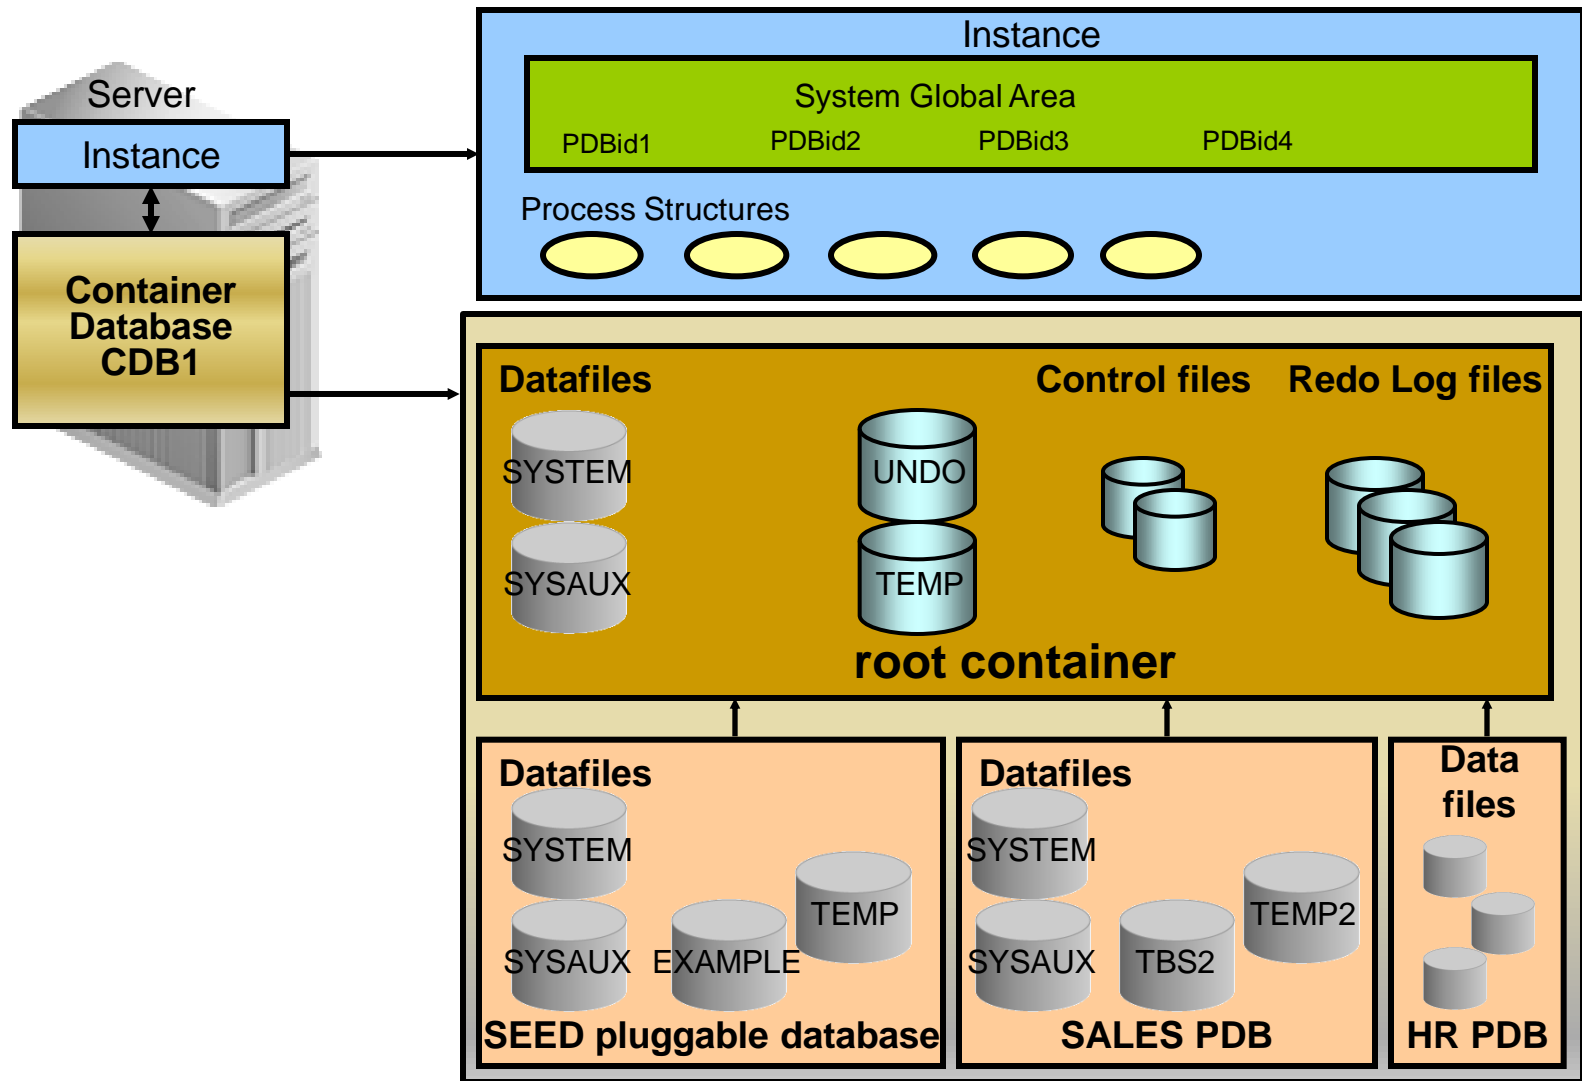 Server
Instance
Container
Database
CDB1
Instance
System Global Area
PDBid1 PDBid2 PDBid3 PDBid4
Process Structures
Datafiles Control files Redo Log files
SYSTEM UNDO
SYSAUX TEMP
root container
Datafiles
SYSTEM
TEMP
SYSAUX EXAMPLE
SEED pluggable database
Datafiles
SYSTEM
TEMP2
SYSAUX TBS2
SALES PDB
Data
files
HR PDB